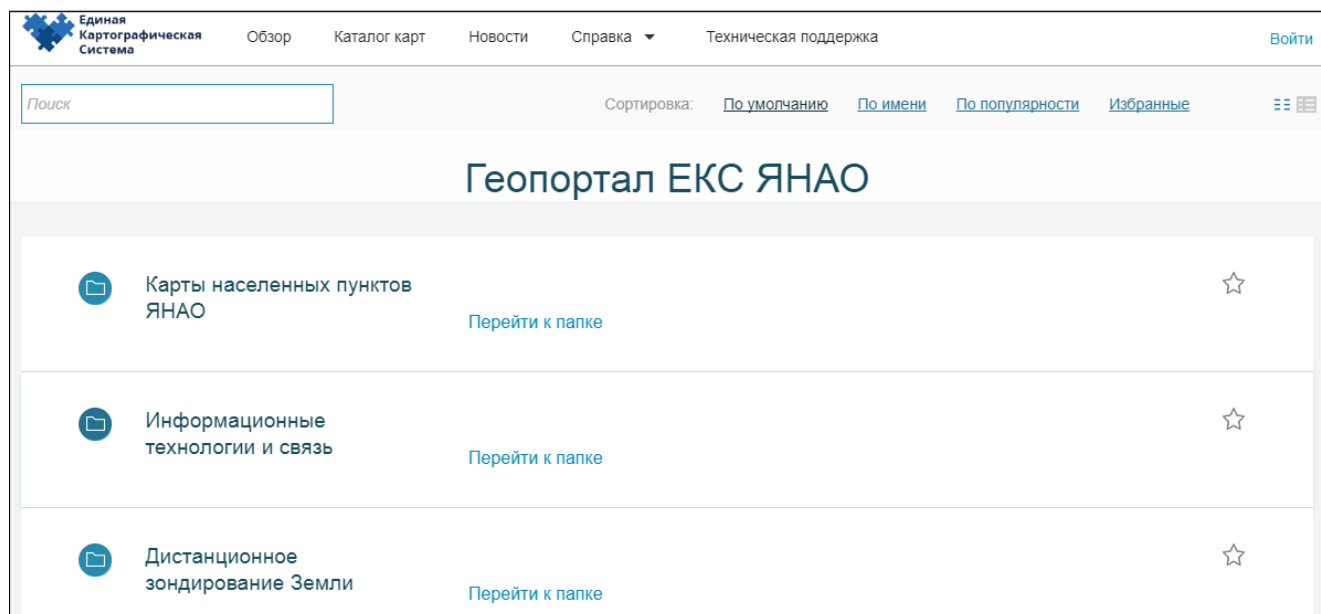 Единая
Картографическая
Система
Обзор
Каталог карт
Новости
Справка
Техническая поддержка
Войти
Поиск
Сортировка:
По умолчанию
По имени
По популярности
Избранные
Геопортал ЕКС ЯНАО
Карты населенных пунктов
ЯНАО
Перейти к папке
Информационные
технологии и связь
Перейти к папке
Дистанционное
зондирование Земли
Перейти к папке